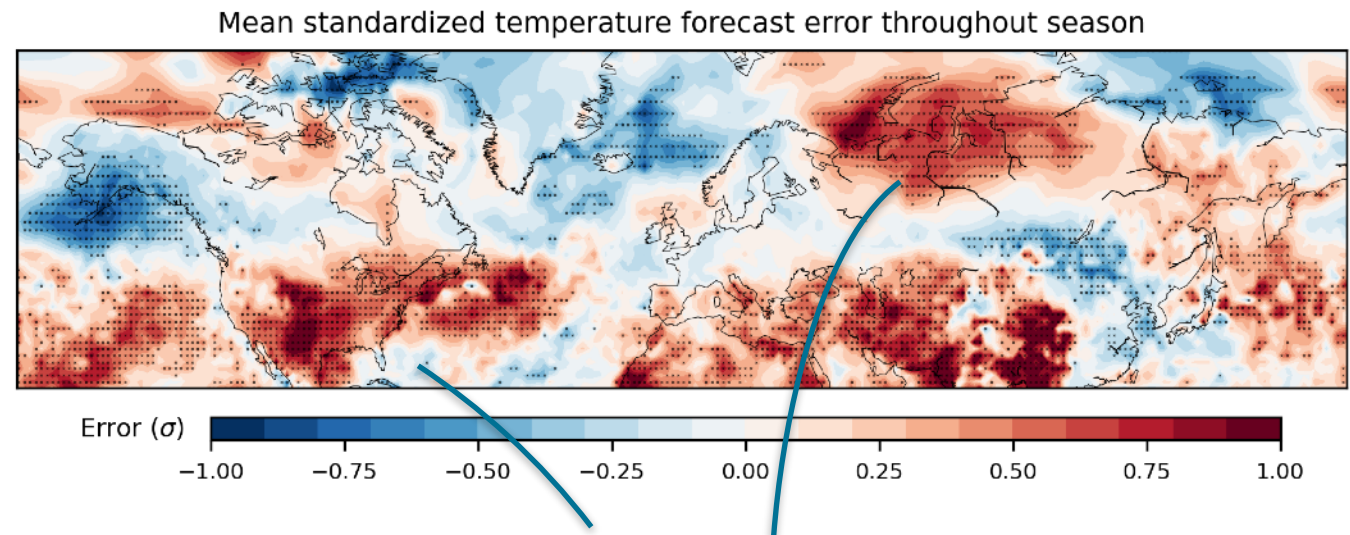 Mean standardized temperature forecast error throughout season
Error (σ)
−1.00 −0.75 −0.50 −0.25 0.00 0.25 0.50 0.75 1.00